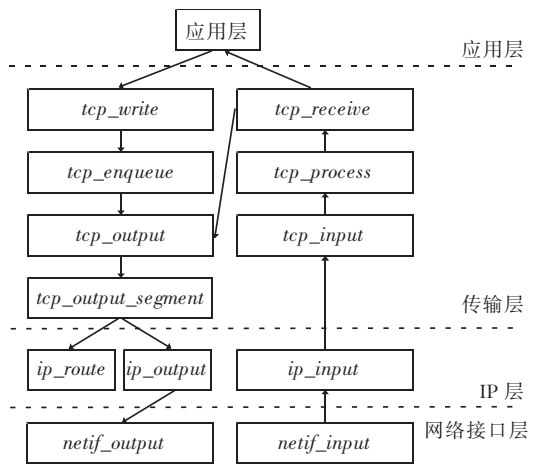 应用层
应用层
tcp_write
tcp_receive
tcp_enqueue
tcp_process
tcp_output
tcp_input
tcp_output_segment
传输层
ip_route
ip_output
ip_input
IP 层
网络接口层
netif_output
netif_input